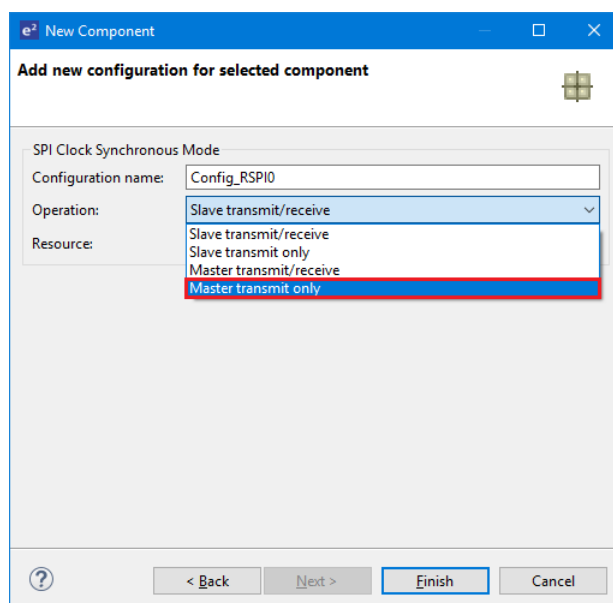 e² New Component
Add new configuration for selected component
SPI Clock Synchronous Mode
Configuration name: Config_RSPI0
Operation: Slave transmit/receive
Slave transmit/receive
Resource:
Slave transmit only
Master transmit/receive
Master transmit only
?
< Back Next > Finish Cancel